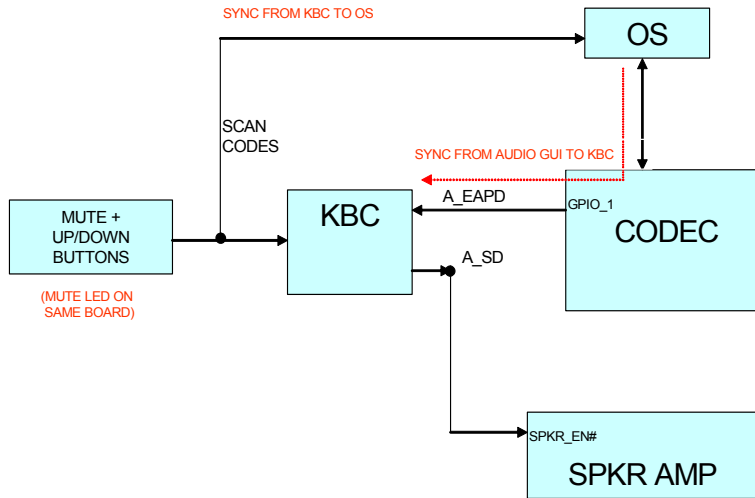 SYNC FROM KBC TO OS
OS
SCAN
CODES
SYNC FROM AUDIO GUI TO KBC
MUTE +
UP/DOWN
BUTTONS
(MUTE LED ON
SAME BOARD)
KBC
A_EAPD
GPIO_1
CODEC
A_SD
SPKR_EN#
SPKR AMP